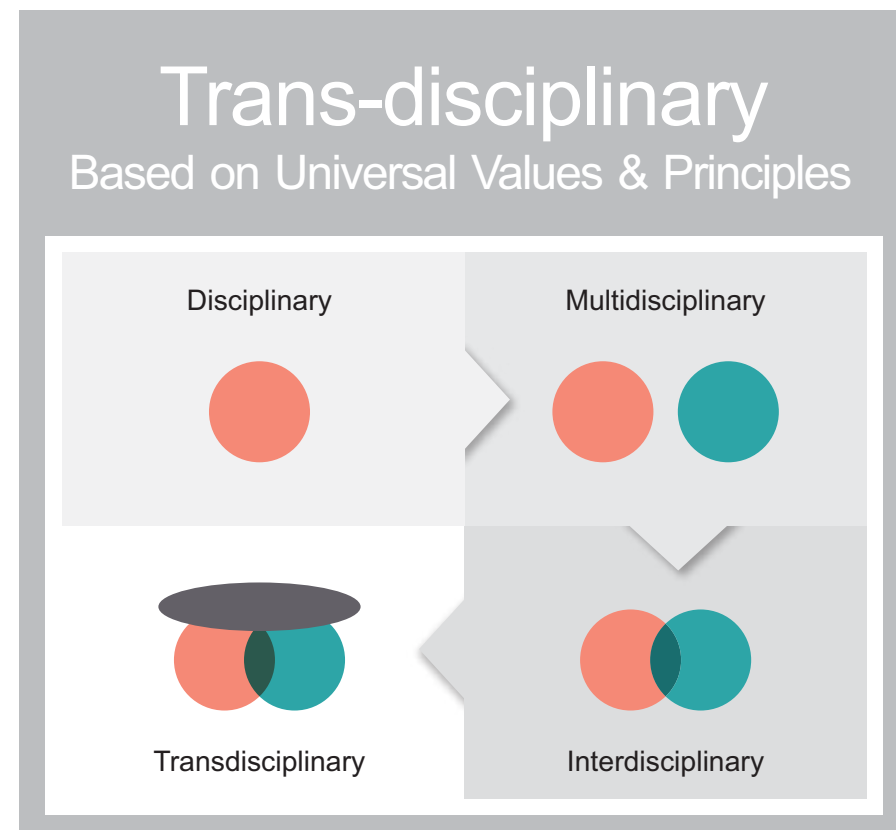 Trans-disciplinary
Based on Universal Values & Principles
Disciplinary
Multidisciplinary
Transdisciplinary
Interdisciplinary